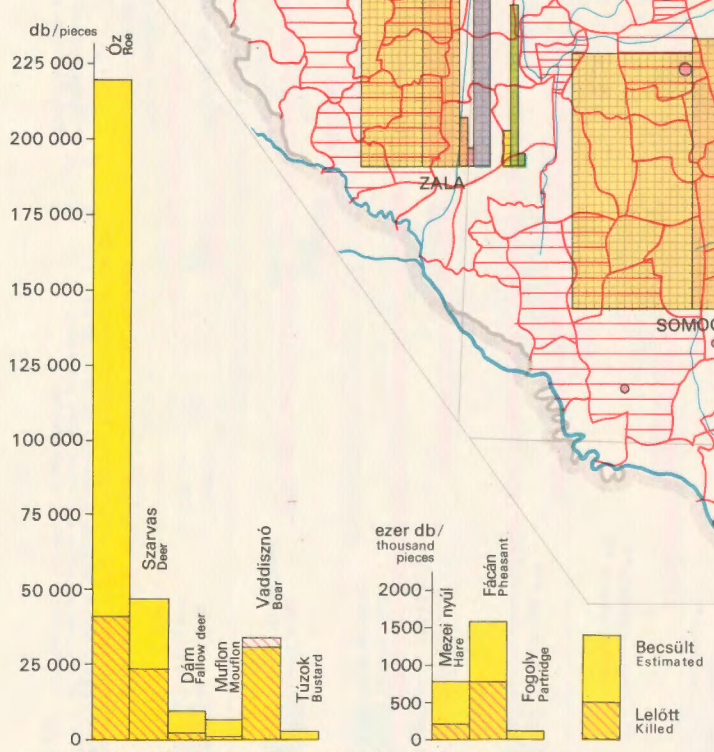 db/pieces
225 000
200 000
175 000
150 000
125 000
100 000
75 000
50 000
25 000
0
Őz
Roe
Szarvas
Deer
Dám
Fallow deer
Muflon
Mouflon
Vaddisznó
Boar
Túzok
Bustard
ezer db/
thousand
pieces
2000
1500
1000
500
0
Mezei nyúl
Hare
Fácán
Pheasant
Fogoly
Partridge
Becsült
Estimated
Lelőtt
Killed
ZALA